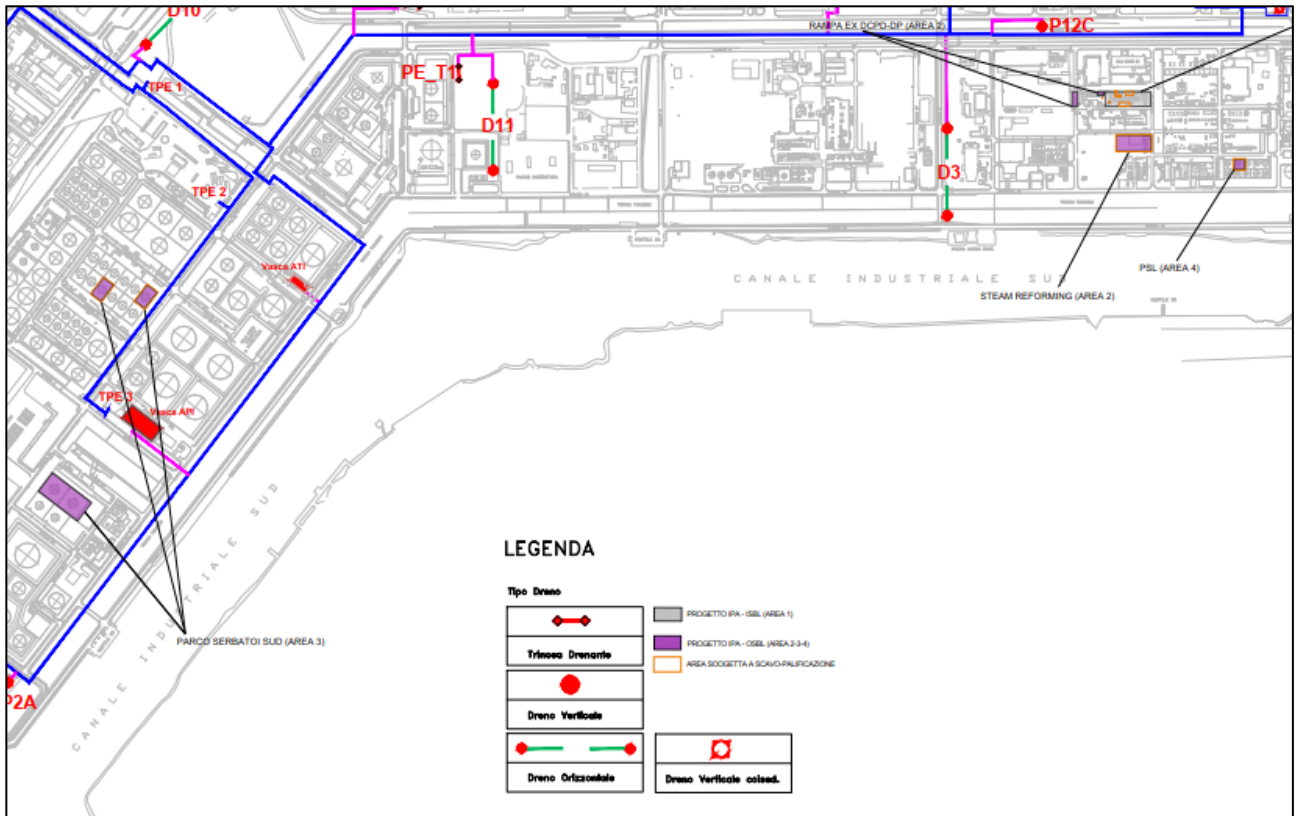 D10
RAMPA EX DCPD-DP (AREA 2)
P12C
PE_T1
TPE 1
D11
D3
TPE 2
Vasca ATI
CANALE INDUSTRIALE SUD
PSL (AREA 4)
STEAM REFORMING (AREA 2)
TPE 3
Vasca API
CANALE INDUSTRIALE SUD
PARCO SERBATOI SUD (AREA 3)
P2A
LEGENDA
Tipo Dreno
Trincea Drenante
Dreno Verticale
Dreno Orizzontale
Dreno Verticale coised.
PROGETTO IPA - ISBL (AREA 1)
PROGETTO IPA - OSBL (AREA 2-3-4)
AREA SOGGETTA A SCAVO-PALIFICAZIONE